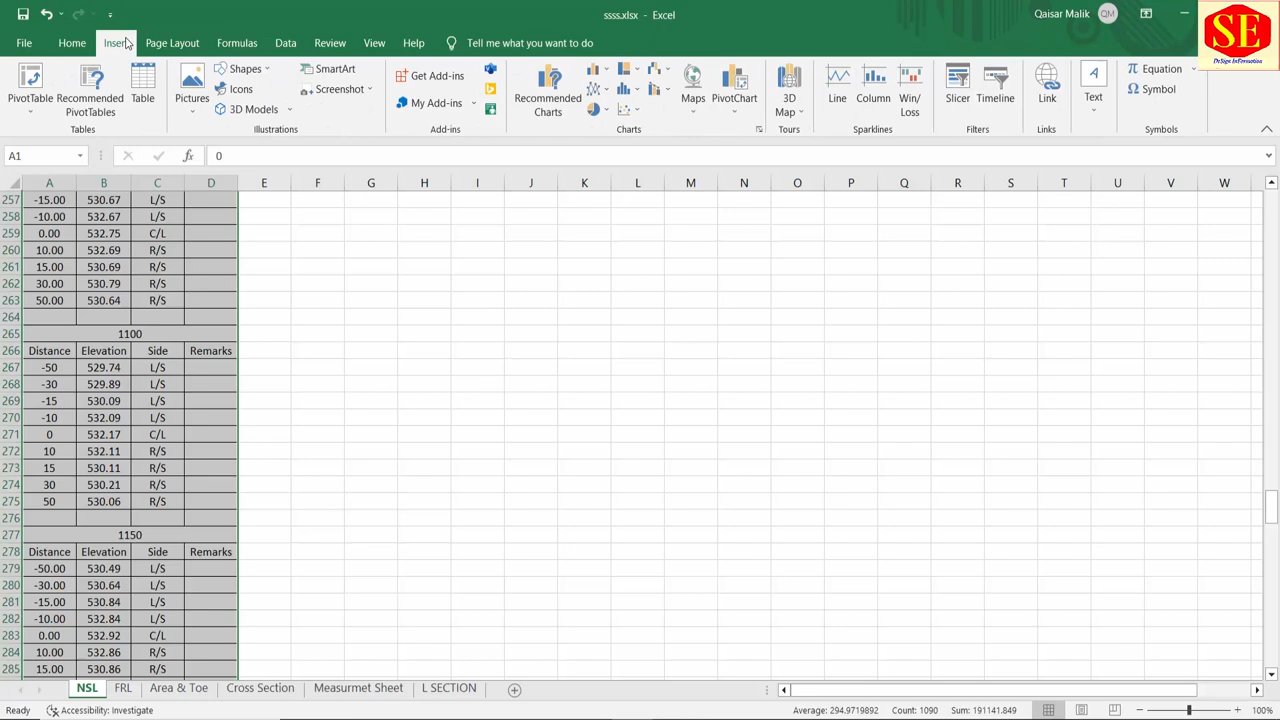 ssss.xlsx - Excel
Qaisar Malik QM
SE
DeSign InFormatics
File Home Insert Page Layout Formulas Data Review View Help Tell me what you want to do
PivotTable Recommended PivotTables Table
Tables
Pictures Shapes Icons 3D Models SmartArt Screenshot
Illustrations
Get Add-ins
My Add-ins
Add-ins
Recommended Charts Maps PivotChart
Charts
3D Map
Tours
Line Column Win/Loss
Sparklines
Slicer Timeline
Filters
Link
Links
Text
Equation
Symbol
Symbols
A1 fx 0
A B C D E F G H I J K L M N O P Q R S T U V W
257 -15.00 530.67 L/S
258 -10.00 532.67 L/S
259 0.00 532.75 C/L
260 10.00 532.69 R/S
261 15.00 530.69 R/S
262 30.00 530.79 R/S
263 50.00 530.64 R/S
264
265 1100
266 Distance Elevation Side Remarks
267 -50 529.74 L/S
268 -30 529.89 L/S
269 -15 530.09 L/S
270 -10 532.09 L/S
271 0 532.17 C/L
272 10 532.11 R/S
273 15 530.11 R/S
274 30 530.21 R/S
275 50 530.06 R/S
276
277 1150
278 Distance Elevation Side Remarks
279 -50.00 530.49 L/S
280 -30.00 530.64 L/S
281 -15.00 530.84 L/S
282 -10.00 532.84 L/S
283 0.00 532.92 C/L
284 10.00 532.86 R/S
285 15.00 530.86 R/S
NSL FRL Area & Toe Cross Section Measurmet Sheet L SECTION
Ready Accessibility: Investigate Average: 294.9719892 Count: 1090 Sum: 191141.849 100%